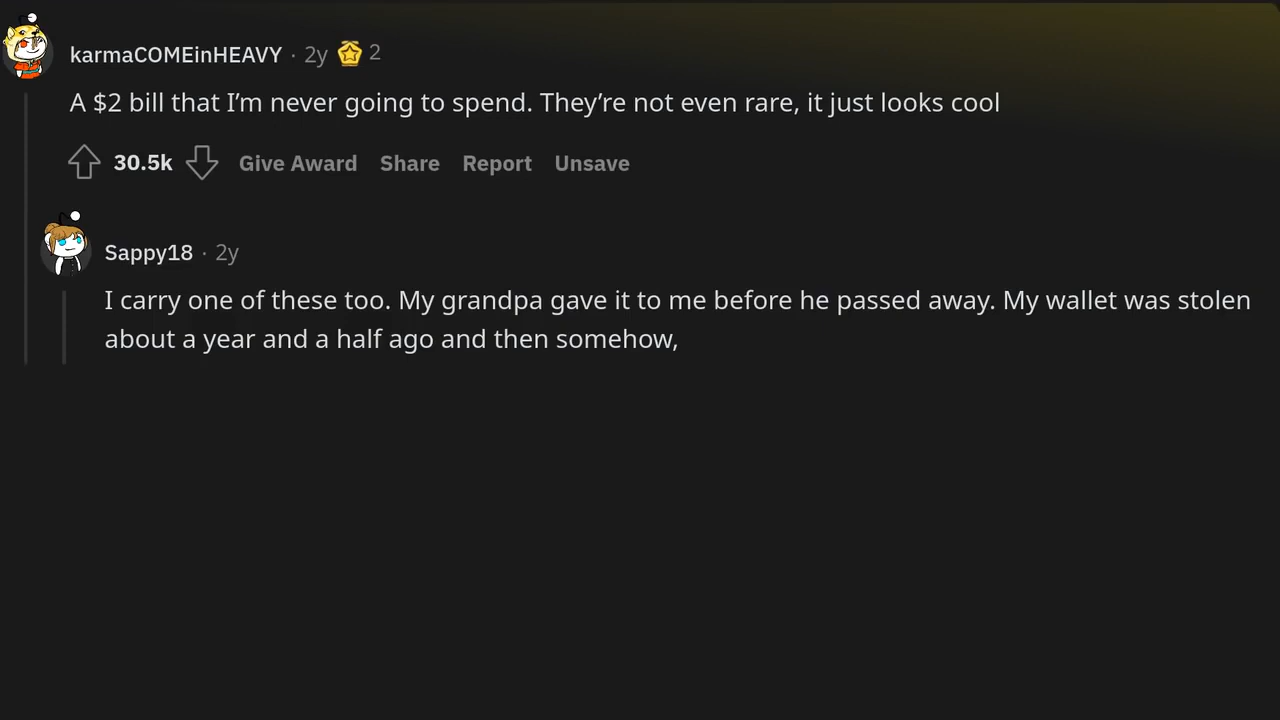 karmaCOMEinHEAVY · 2y 2
A $2 bill that I’m never going to spend. They’re not even rare, it just looks cool
30.5k Give Award Share Report Unsave
Sappy18 · 2y
I carry one of these too. My grandpa gave it to me before he passed away. My wallet was stolen
about a year and a half ago and then somehow,